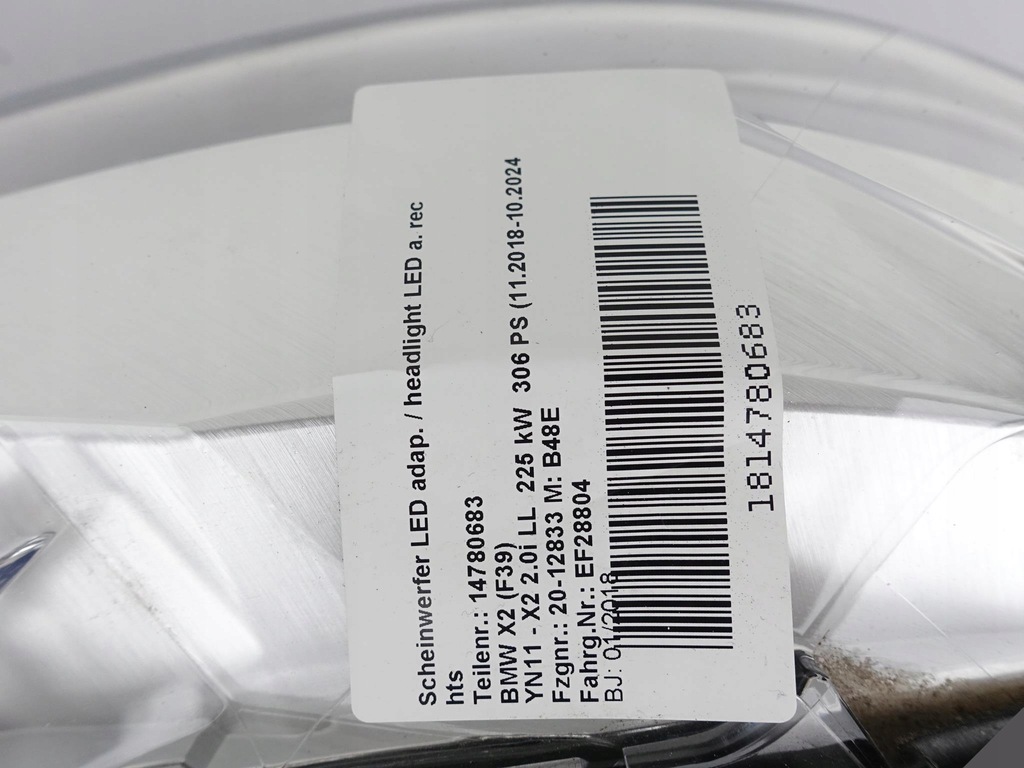 Scheinwerfer LED adap. / headlight LED a. rec
hts
Teilenr.: 14780683
BMW X2 (F39)
YN11 - X2 2.0i LL 225 kW 306 PS (11.2018-10.2024
Fzgnr.: 20-12833 M: B48E
Fahrg.Nr.: EF28804
BJ: 01/2018
1814780683